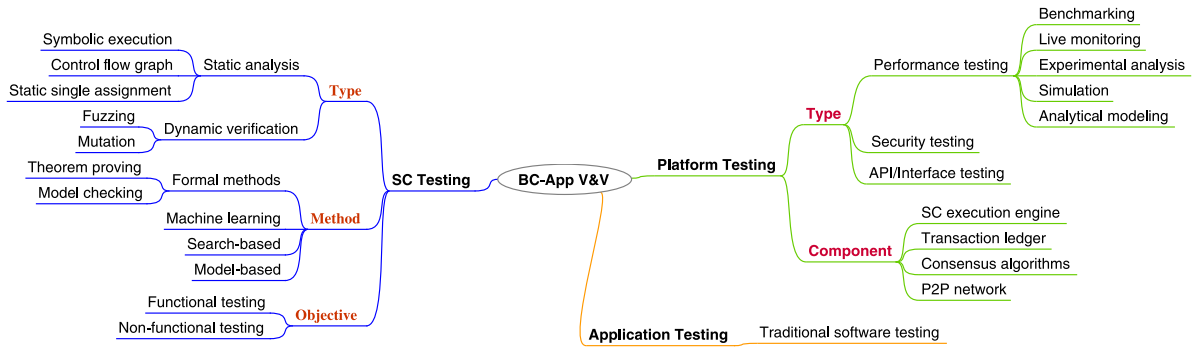 BC-App V&V
SC Testing
Type
Static analysis
Symbolic execution
Control flow graph
Static single assignment
Dynamic verification
Fuzzing
Mutation
Method
Formal methods
Theorem proving
Model checking
Machine learning
Search-based
Model-based
Objective
Functional testing
Non-functional testing
Platform Testing
Type
Performance testing
Benchmarking
Live monitoring
Experimental analysis
Simulation
Analytical modeling
Security testing
API/Interface testing
Component
SC execution engine
Transaction ledger
Consensus algorithms
P2P network
Application Testing
Traditional software testing